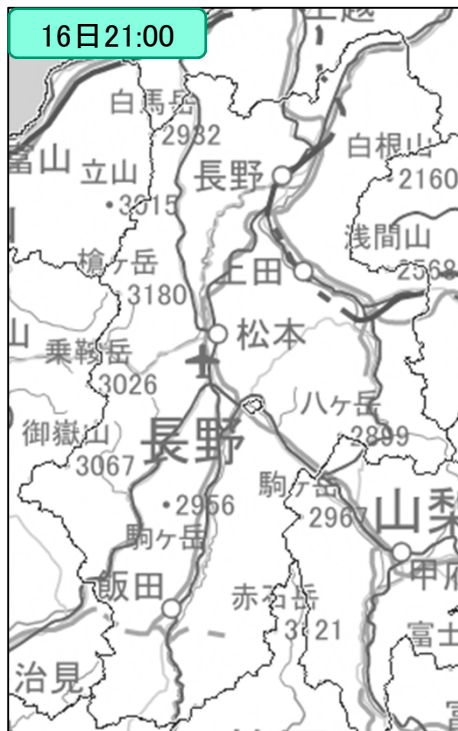 16日21:00
上越
白馬岳
2932
富山
立山
3015
長野
白根山
2160
浅間山
2568
槍ヶ岳
3180
上田
山
松本
乗鞍岳
3026
八ヶ岳
2899
御嶽山
3067
長野
駒ヶ岳
2967
2956
駒ヶ岳
山梨
甲府
飯田
赤石岳
3121
富士
治見